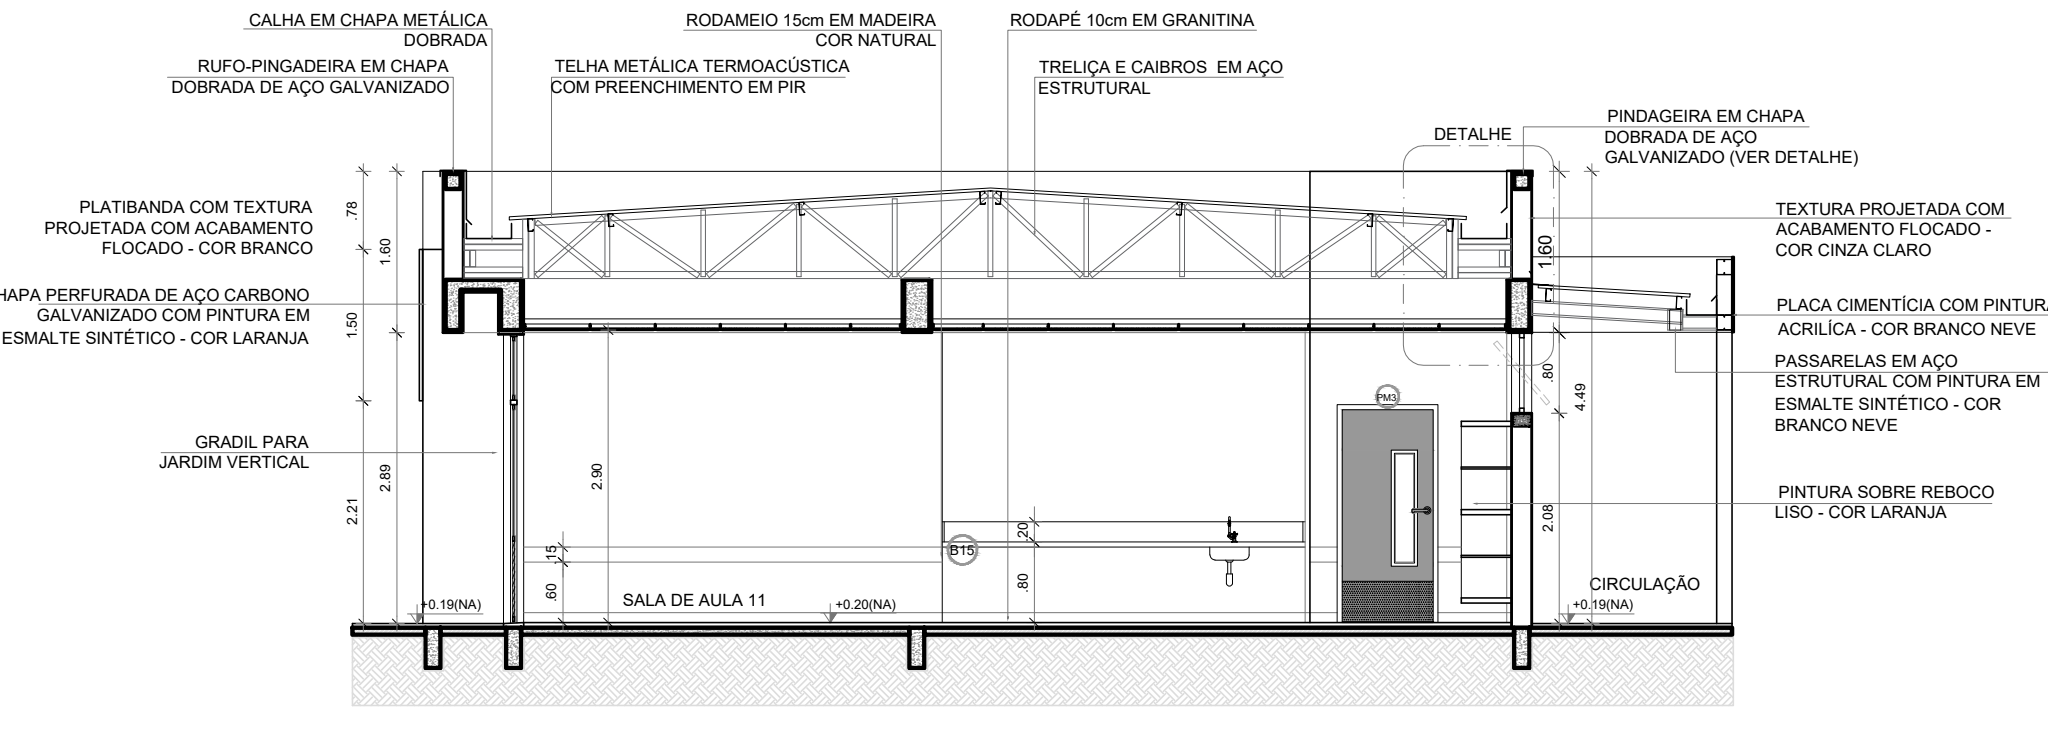 CALHA EM CHAPA METÁLICA
DOBRADA
RODAMEIO 15cm EM MADEIRA
COR NATURAL
RODAPÉ 10cm EM GRANITINA
RUFO-PINGADEIRA EM CHAPA
DOBRADA DE AÇO GALVANIZADO
TELHA METÁLICA TERMOACÚSTICA
COM PREENCHIMENTO EM PIR
TRELIÇA E CAIBROS EM AÇO
ESTRUTURAL
DETALHE
PINDAGEIRA EM CHAPA
DOBRADA DE AÇO
GALVANIZADO (VER DETALHE)
PLATIBANDA COM TEXTURA
PROJETADA COM ACABAMENTO
FLOCADO - COR BRANCO
.78
1.60
1.60
TEXTURA PROJETADA COM
ACABAMENTO FLOCADO -
COR CINZA CLARO
HAPA PERFURADA DE AÇO CARBONO
GALVANIZADO COM PINTURA EM
ESMALTE SINTÉTICO - COR LARANJA
1.50
PLACA CIMENTÍCIA COM PINTURA
ACRILÍCA - COR BRANCO NEVE
PASSARELAS EM AÇO
ESTRUTURAL COM PINTURA EM
ESMALTE SINTÉTICO - COR
BRANCO NEVE
.80
4.49
PM3
GRADIL PARA
JARDIM VERTICAL
2.21
2.89
2.90
2.08
PINTURA SOBRE REBOCO
LISO - COR LARANJA
.15
.60
B15
.20
.80
SALA DE AULA 11
CIRCULAÇÃO
+0.19(NA)
+0.20(NA)
+0.19(NA)